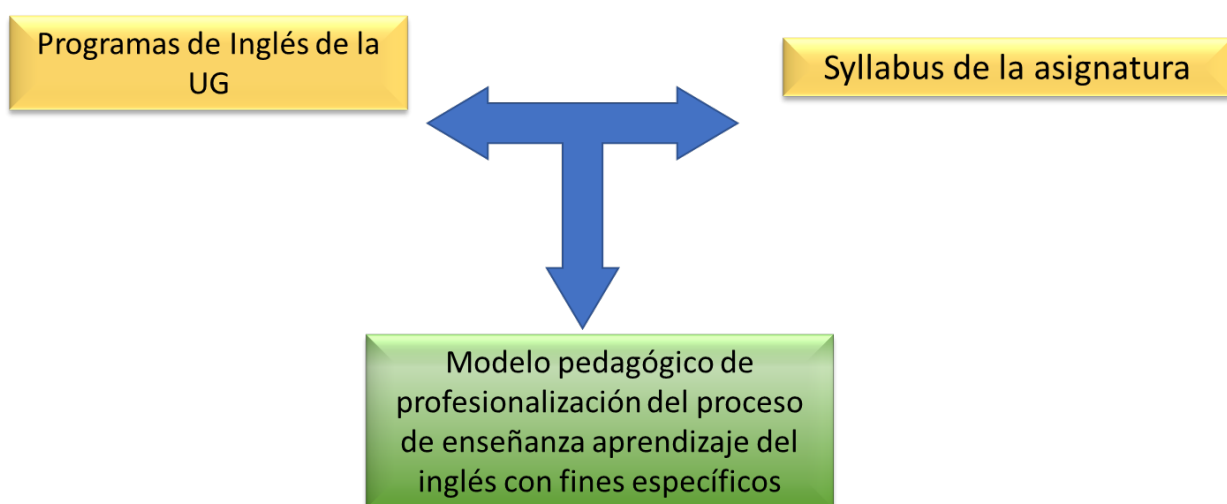 Programas de Inglés de la
UG
Syllabus de la asignatura
Modelo pedagógico de
profesionalización del proceso
de enseñanza aprendizaje del
inglés con fines específicos